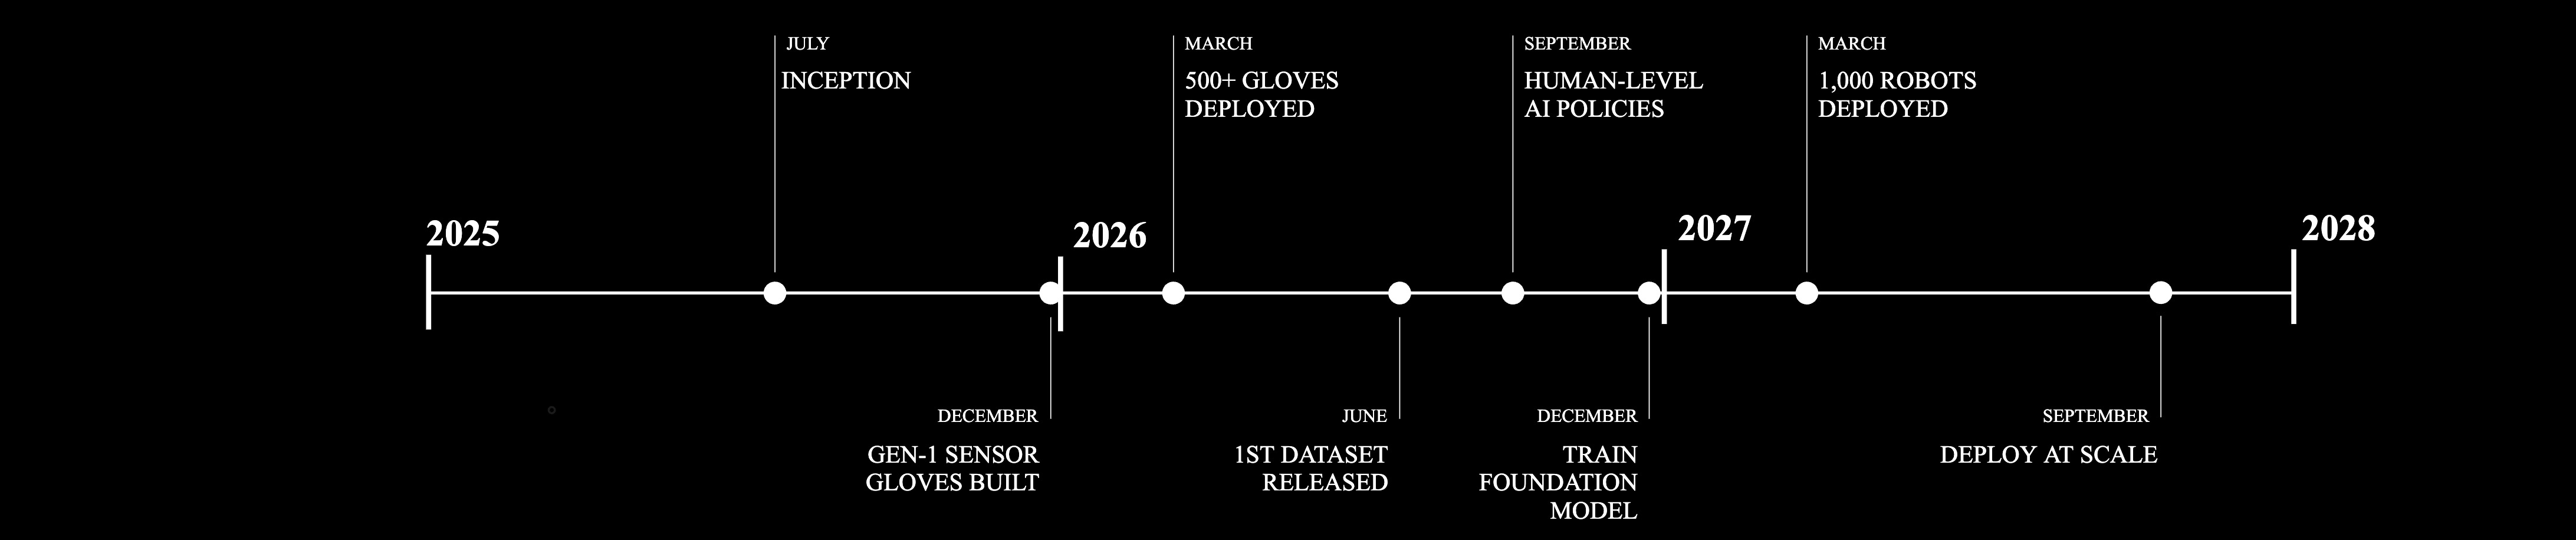 JULY
INCEPTION
MARCH
500+ GLOVES
DEPLOYED
SEPTEMBER
HUMAN-LEVEL
AI POLICIES
MARCH
1,000 ROBOTS
DEPLOYED
2025
2026
2027
2028
DECEMBER
GEN-1 SENSOR
GLOVES BUILT
JUNE
1ST DATASET
RELEASED
DECEMBER
TRAIN
FOUNDATION
MODEL
SEPTEMBER
DEPLOY AT SCALE